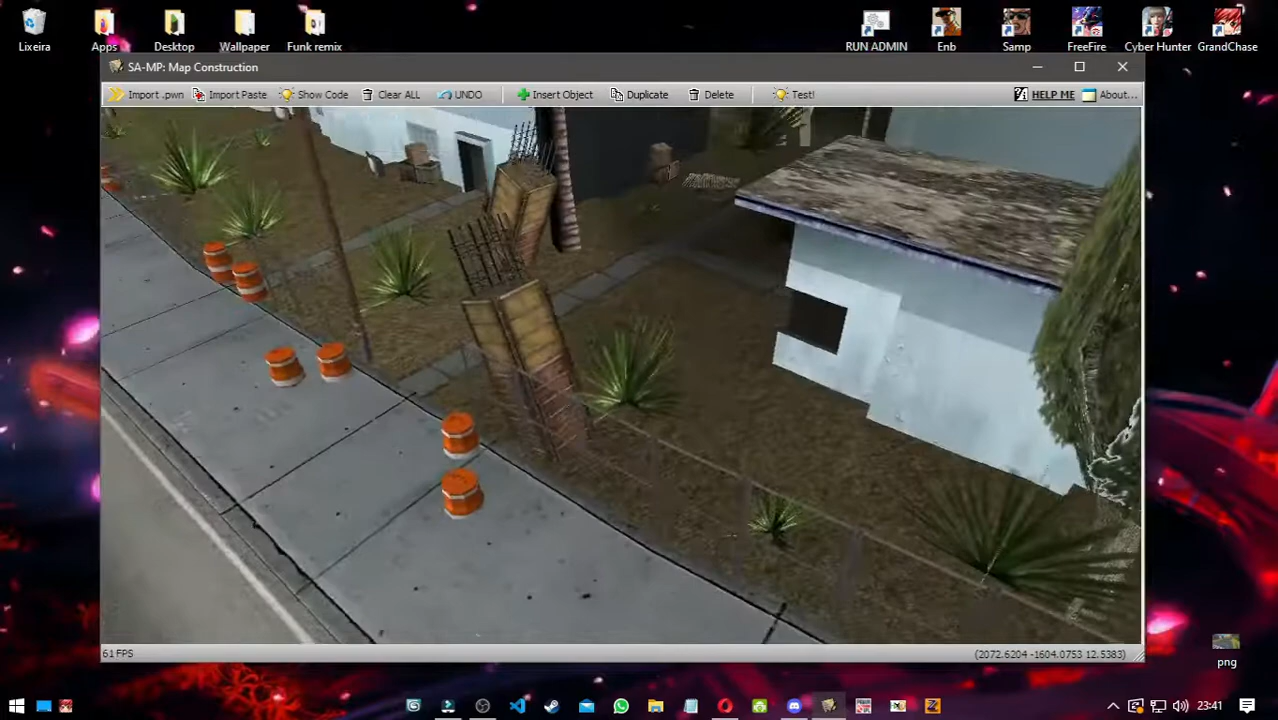 Lixeira
Apps
Desktop
Wallpaper
Funk remix
RUN ADMIN
Enb
Samp
FreeFire
Cyber Hunter
GrandChase
SA-MP: Map Construction
Import .pwn
Import Paste
Show Code
Clear ALL
UNDO
Insert Object
Duplicate
Delete
Test!
HELP ME
About...
61 FPS
(2072.6204 -1604.0753 12.5383)
png
23:41